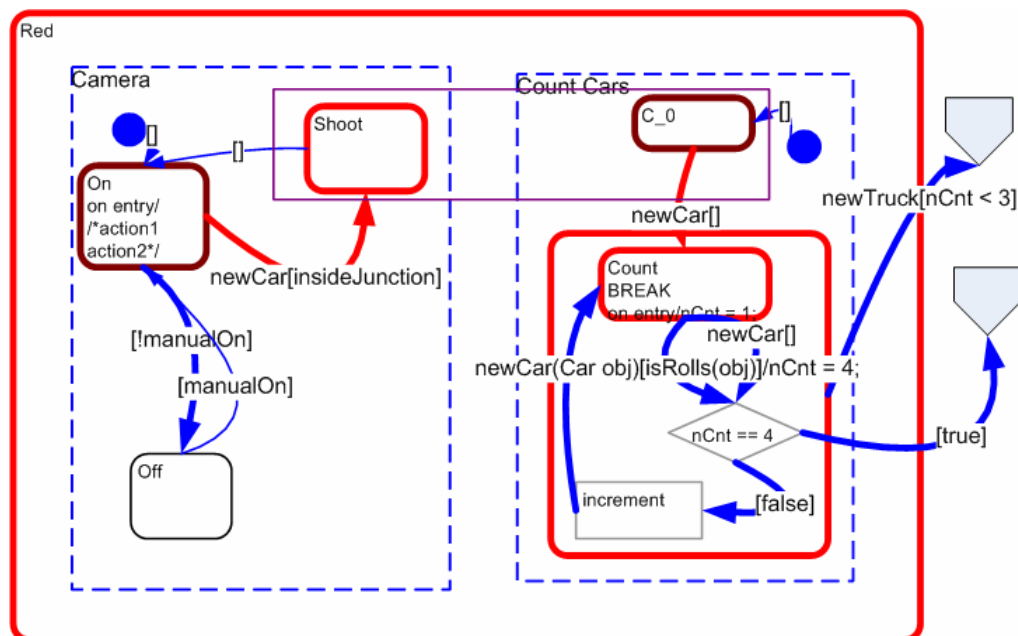 Red
Camera
Count Cars
[]
Shoot
C_0
[]
[]
On
on entry/
/*action1
action2*/
newTruck[nCnt < 3]
newCar[]
newCar[insideJunction]
Count
BREAK
on entry/nCnt = 1;
newCar[]
[!manualOn]
newCar(Car obj)[isRolls(obj)]/nCnt = 4;
[manualOn]
nCnt == 4
[true]
Off
increment
[false]